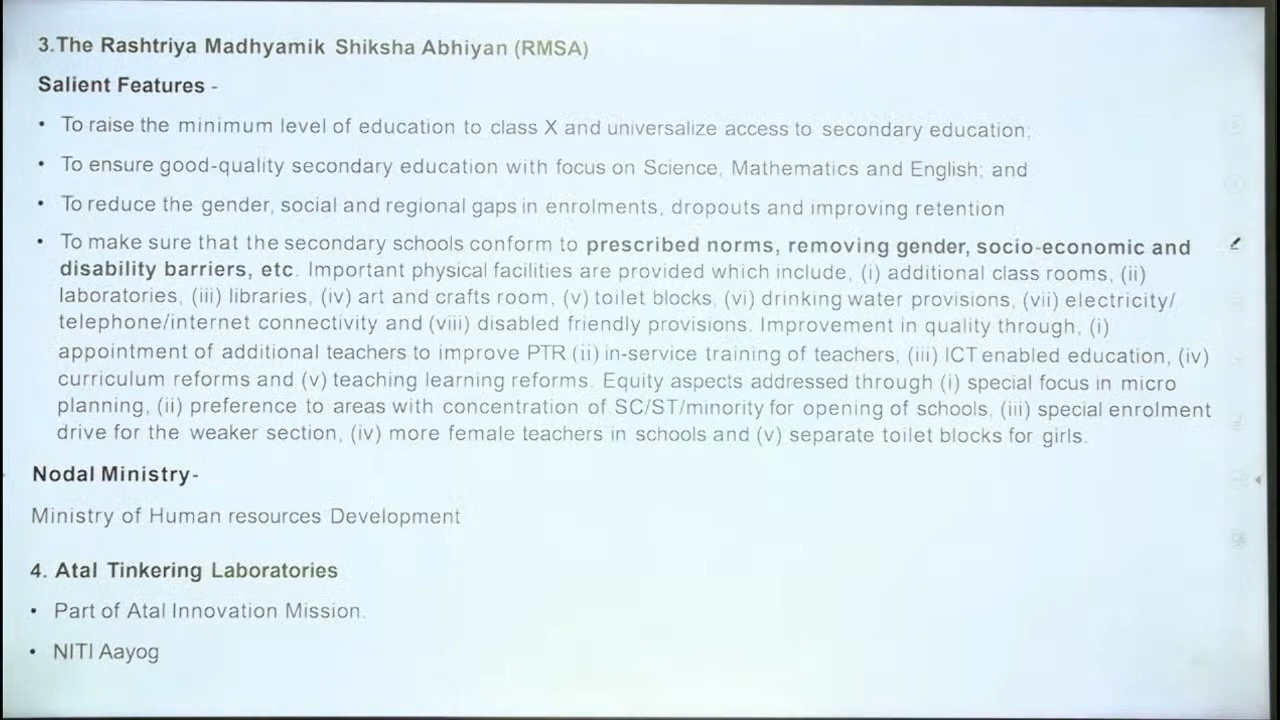 3.The Rashtriya Madhyamik Shiksha Abhiyan (RMSA)
Salient Features -
• To raise the minimum level of education to class X and universalize access to secondary education;
• To ensure good-quality secondary education with focus on Science, Mathematics and English; and
• To reduce the gender, social and regional gaps in enrolments, dropouts and improving retention
• To make sure that the secondary schools conform to prescribed norms, removing gender, socio-economic and
disability barriers, etc. Important physical facilities are provided which include, (i) additional class rooms, (ii)
laboratories, (iii) libraries, (iv) art and crafts room, (v) toilet blocks, (vi) drinking water provisions, (vii) electricity/
telephone/internet connectivity and (viii) disabled friendly provisions. Improvement in quality through, (i)
appointment of additional teachers to improve PTR (ii) in-service training of teachers, (iii) ICT enabled education, (iv)
curriculum reforms and (v) teaching learning reforms. Equity aspects addressed through (i) special focus in micro
planning, (ii) preference to areas with concentration of SC/ST/minority for opening of schools, (iii) special enrolment
drive for the weaker section, (iv) more female teachers in schools and (v) separate toilet blocks for girls.
Nodal Ministry-
Ministry of Human resources Development
4. Atal Tinkering Laboratories
• Part of Atal Innovation Mission.
• NITI Aayog